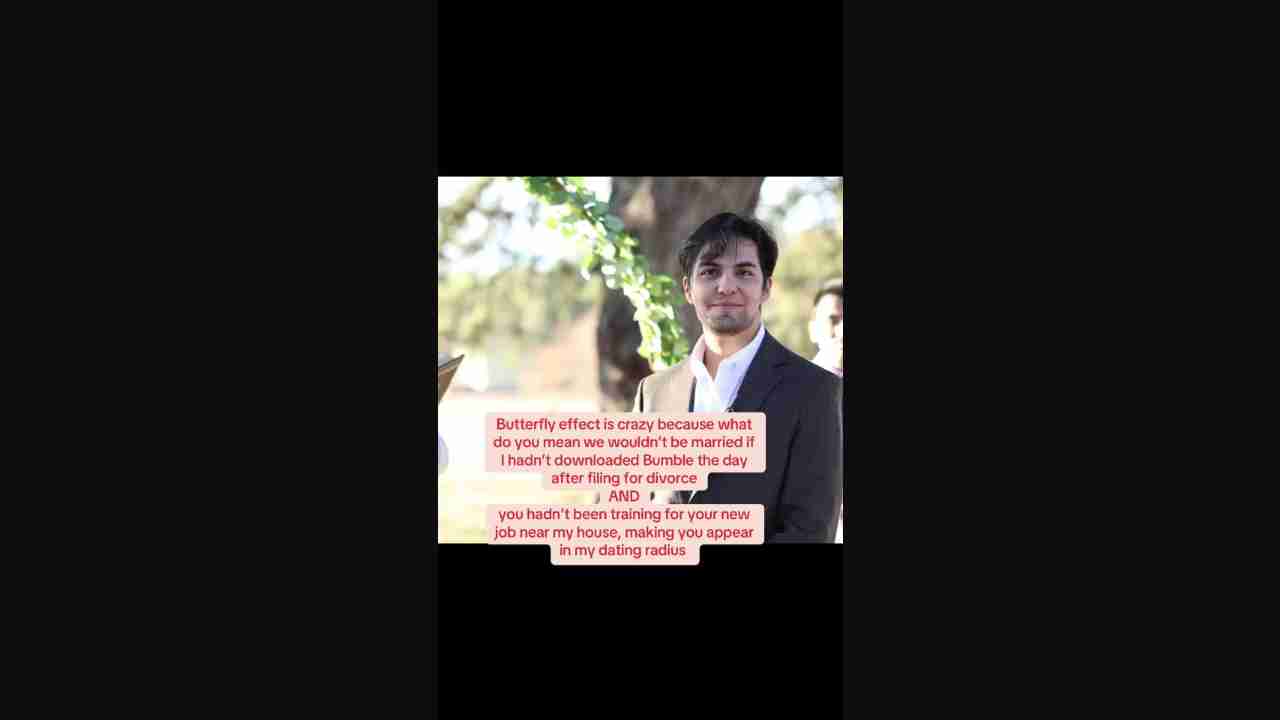 Butterfly effect is crazy because what
do you mean we wouldn't be married if
I hadn't downloaded Bumble the day
after filing for divorce
AND
you hadn't been training for your new
job near my house, making you appear
in my dating radius